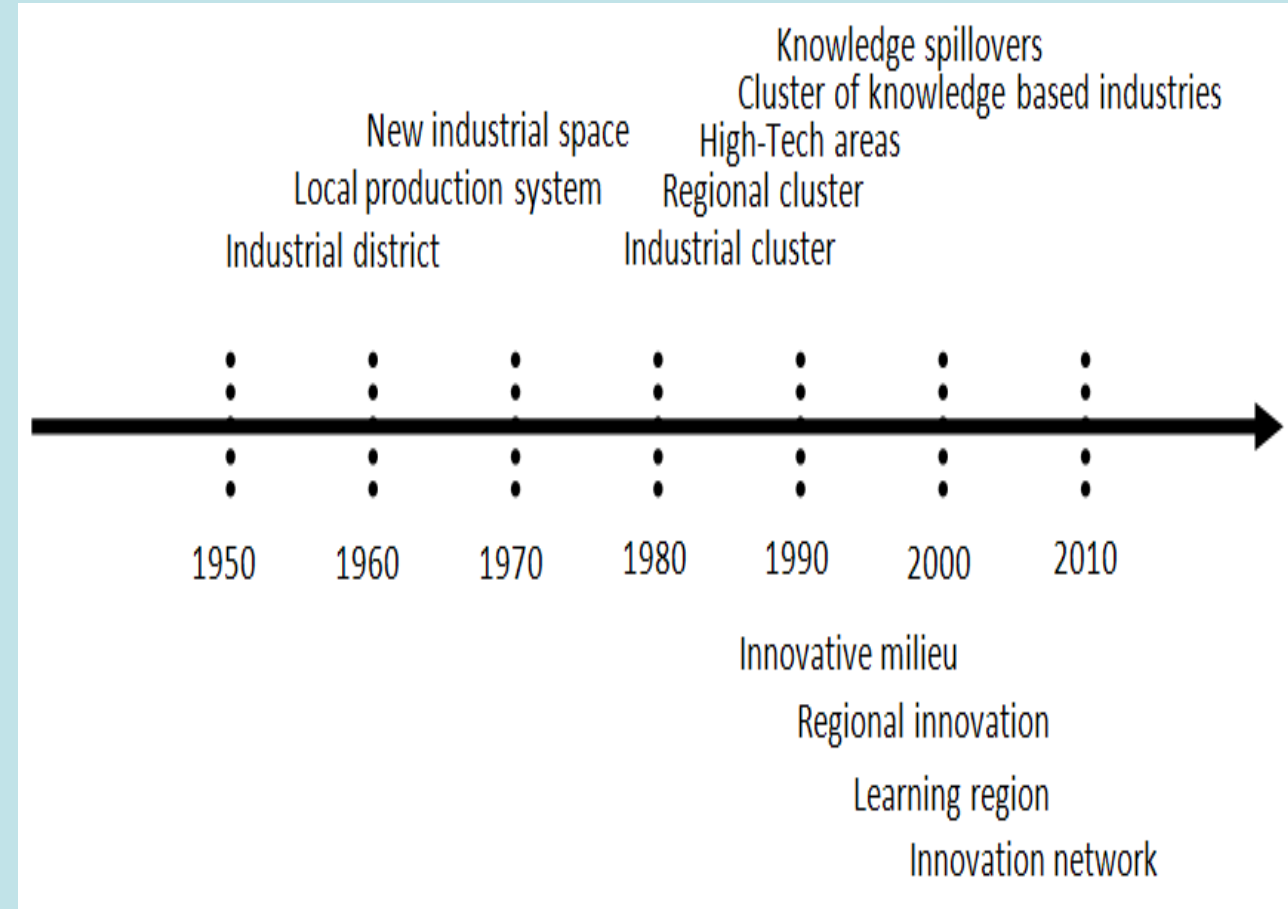 Knowledge spillovers
Cluster of knowledge based industries
New industrial space
High-Tech areas
Local production system
Regional cluster
Industrial district
Industrial cluster
1950
1960
1970
1980
1990
2000
2010
Innovative milieu
Regional innovation
Learning region
Innovation network